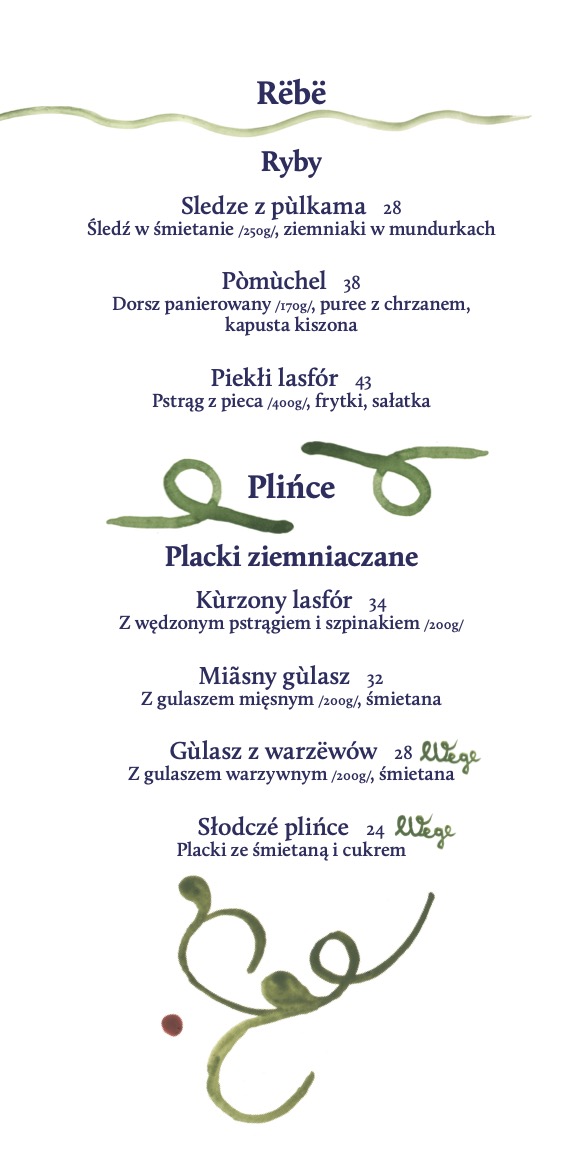 Rëbë
Ryby
Sledze z pùlkama 28
Śledź w śmietanie /250g/, ziemniaki w mundurkach
Pòmùchel 38
Dorsz panierowany /170g/, puree z chrzanem,
kapusta kiszona
Piekłi lasfór 43
Pstrąg z pieca /400g/, frytki, sałatka
Plińce
Placki ziemniaczane
Kùrzony lasfór 34
Z wędzonym pstrągiem i szpinakiem /200g/
Miãsny gùlasz 32
Z gulaszem mięsnym /200g/, śmietana
Gùlasz z warzëwów 28 Wege
Z gulaszem warzywnym /200g/, śmietana
Słodczé plińce 24 Wege
Placki ze śmietaną i cukrem